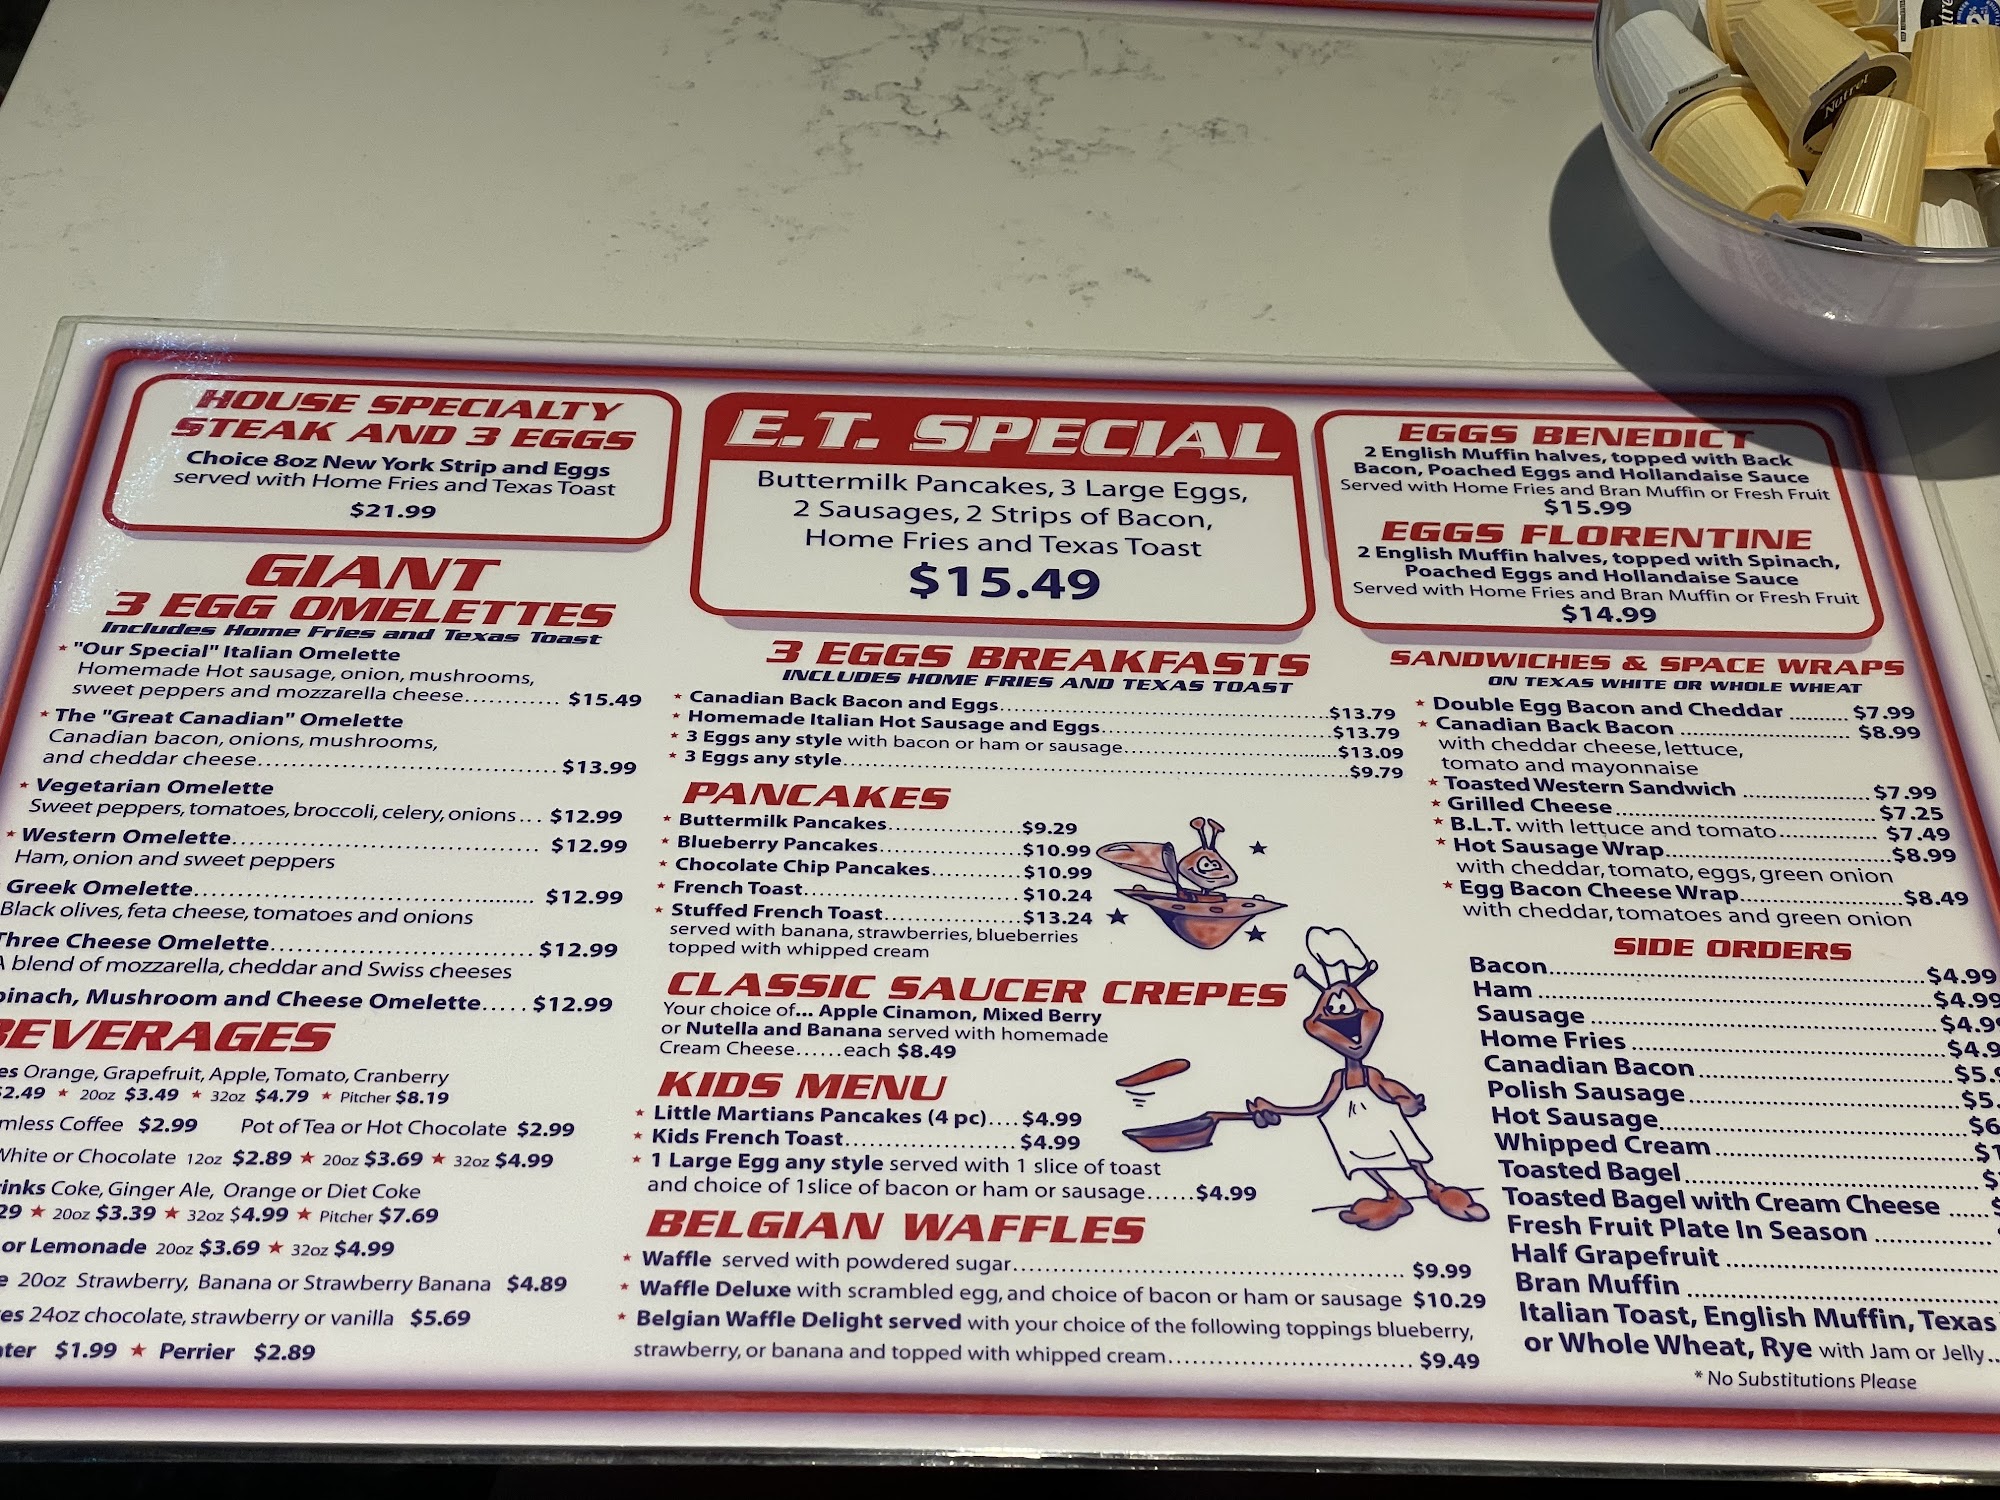 HOUSE SPECIALTY
STEAK AND 3 EGGS
Choice 8oz New York Strip and Eggs
served with Home Fries and Texas Toast
$21.99
GIANT
3 EGG OMELETTES
Includes Home Fries and Texas Toast
★ "Our Special" Italian Omelette
Homemade Hot sausage, onion, mushrooms,
sweet peppers and mozzarella cheese............ $15.49
★ The "Great Canadian" Omelette
Canadian bacon, onions, mushrooms,
and cheddar cheese...................................... $13.99
★ Vegetarian Omelette
Sweet peppers, tomatoes, broccoli, celery, onions... $12.99
★ Western Omelette....................................... $12.99
Ham, onion and sweet peppers
Greek Omelette........................................... $12.99
Black olives, feta cheese, tomatoes and onions
Three Cheese Omelette................................. $12.99
A blend of mozzarella, cheddar and Swiss cheeses
pinach, Mushroom and Cheese Omelette..... $12.99
BEVERAGES
es Orange, Grapefruit, Apple, Tomato, Cranberry
$2.49 ★ 20oz $3.49 ★ 32oz $4.79 ★ Pitcher $8.19
mless Coffee $2.99 Pot of Tea or Hot Chocolate $2.99
White or Chocolate 12oz $2.89 ★ 20oz $3.69 ★ 32oz $4.99
rinks Coke, Ginger Ale, Orange or Diet Coke
29 ★ 20oz $3.39 ★ 32oz $4.99 ★ Pitcher $7.69
or Lemonade 20oz $3.69 ★ 32oz $4.99
e 20oz Strawberry, Banana or Strawberry Banana $4.89
es 24oz chocolate, strawberry or vanilla $5.69
ter $1.99 ★ Perrier $2.89
E.T. SPECIAL
Buttermilk Pancakes, 3 Large Eggs,
2 Sausages, 2 Strips of Bacon,
Home Fries and Texas Toast
$15.49
3 EGGS BREAKFASTS
INCLUDES HOME FRIES AND TEXAS TOAST
★ Canadian Back Bacon and Eggs........................................$13.79
★ Homemade Italian Hot Sausage and Eggs............................$13.79
★ 3 Eggs any style with bacon or ham or sausage..........................$13.09
★ 3 Eggs any style........................................................$9.79
PANCAKES
★ Buttermilk Pancakes.................$9.29
★ Blueberry Pancakes..................$10.99
★ Chocolate Chip Pancakes............$10.99
★ French Toast...........................$10.24
★ Stuffed French Toast.................$13.24
served with banana, strawberries, blueberries
topped with whipped cream
CLASSIC SAUCER CREPES
Your choice of... Apple Cinamon, Mixed Berry
or Nutella and Banana served with homemade
Cream Cheese......each $8.49
KIDS MENU
★ Little Martians Pancakes (4 pc)....$4.99
★ Kids French Toast......................$4.99
★ 1 Large Egg any style served with 1 slice of toast
and choice of 1slice of bacon or ham or sausage......$4.99
BELGIAN WAFFLES
★ Waffle served with powdered sugar.................................................. $9.99
★ Waffle Deluxe with scrambled egg, and choice of bacon or ham or sausage $10.29
★ Belgian Waffle Delight served with your choice of the following toppings blueberry,
strawberry, or banana and topped with whipped cream............................... $9.49
EGGS BENEDICT
2 English Muffin halves, topped with Back
Bacon, Poached Eggs and Hollandaise Sauce
Served with Home Fries and Bran Muffin or Fresh Fruit
$15.99
EGGS FLORENTINE
2 English Muffin halves, topped with Spinach,
Poached Eggs and Hollandaise Sauce
Served with Home Fries and Bran Muffin or Fresh Fruit
$14.99
SANDWICHES & SPACE WRAPS
ON TEXAS WHITE OR WHOLE WHEAT
★ Double Egg Bacon and Cheddar ......... $7.99
★ Canadian Back Bacon .......................... $8.99
with cheddar cheese, lettuce,
tomato and mayonnaise
★ Toasted Western Sandwich ................... $7.99
★ Grilled Cheese...................................... $7.25
★ B.L.T. with lettuce and tomato................ $7.49
★ Hot Sausage Wrap.................................$8.99
with cheddar, tomato, eggs, green onion
★ Egg Bacon Cheese Wrap........................$8.49
with cheddar, tomatoes and green onion
SIDE ORDERS
Bacon..................................................$4.99
Ham ...................................................$4.99
Sausage ..............................................$4.9
Home Fries ..........................................$4.9
Canadian Bacon...................................$5.
Polish Sausage.....................................$5.
Hot Sausage.........................................$6
Whipped Cream ...................................$1
Toasted Bagel.......................................$
Toasted Bagel with Cream Cheese ......$
Fresh Fruit Plate In Season .................
Half Grapefruit ....................................
Bran Muffin .........................................
Italian Toast, English Muffin, Texas
or Whole Wheat, Rye with Jam or Jelly..
* No Substitutions Please
Nutrel